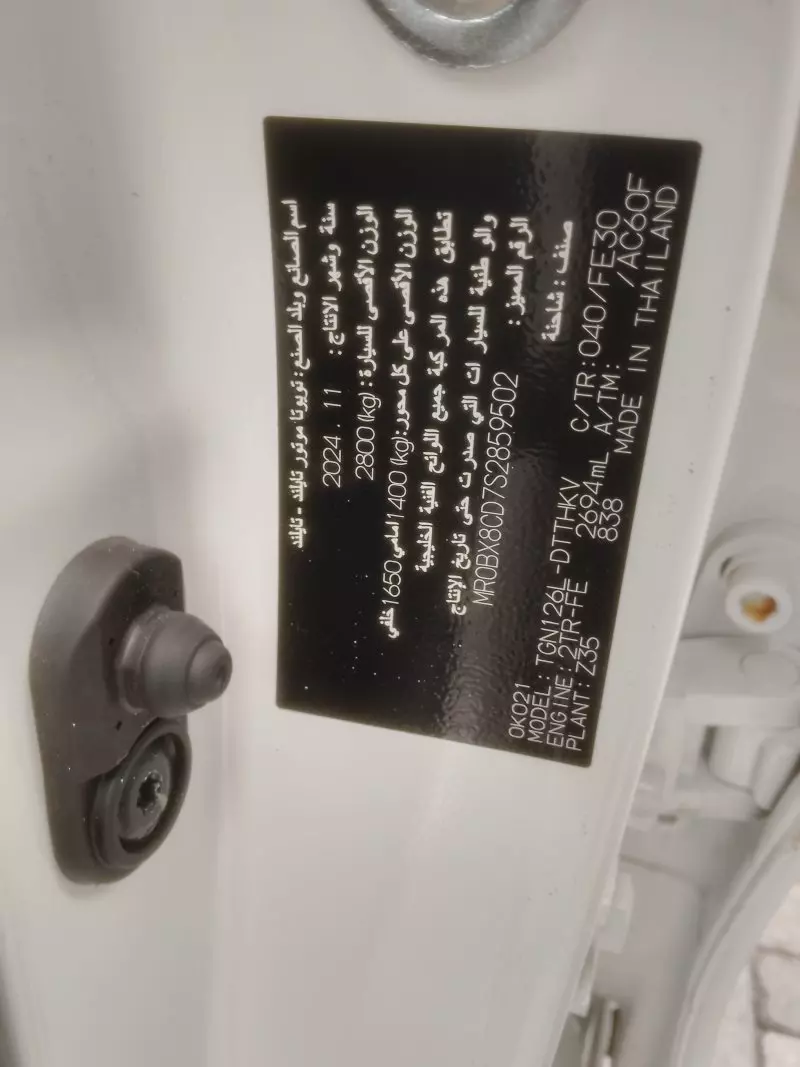 اسم الصانع وبلد الصنع: تويوتا موتور تايلند - تايلند
سنة وشهر الانتاج: 2024 . 11
الوزن الأقصى للسيارة: (kg) 2800
الوزن الأقصى على كل محور: (kg) 1400 امامي 1650 خلفي
تطابق هذه المركبة جميع اللوائح الفنية الخليجية
والوطنية للسيارات التي صدرت حتى تاريخ الإنتاج
الرقم المميز: MR0BX8CD7S2859502
صنف: شاحنة
0K021
MODEL: TGN126L-DTTHKV C/TR: 040/FE30
ENGINE: 2TR-FE 2694mL A/TM: /AC60F
PLANT: Z35 838 MADE IN THAILAND